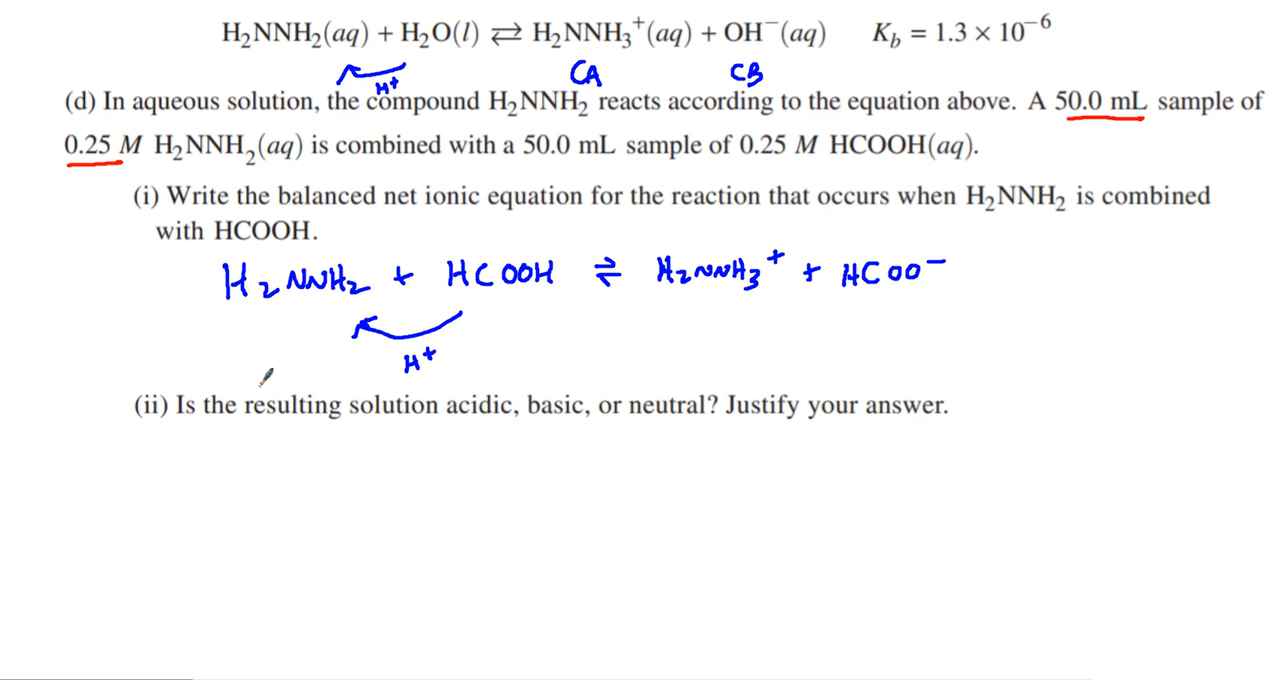 H₂NNH₂(aq) + H₂O(l) ⇄ H₂NNH₃⁺(aq) + OH⁻(aq) K_b = 1.3 × 10⁻⁶
CA CB
H⁺
(d) In aqueous solution, the compound H₂NNH₂ reacts according to the equation above. A 50.0 mL sample of
0.25 M H₂NNH₂(aq) is combined with a 50.0 mL sample of 0.25 M HCOOH(aq).
(i) Write the balanced net ionic equation for the reaction that occurs when H₂NNH₂ is combined
with HCOOH.
H₂NNH₂ + HCOOH ⇌ H₂NNH₃⁺ + HCOO⁻
H⁺
(ii) Is the resulting solution acidic, basic, or neutral? Justify your answer.